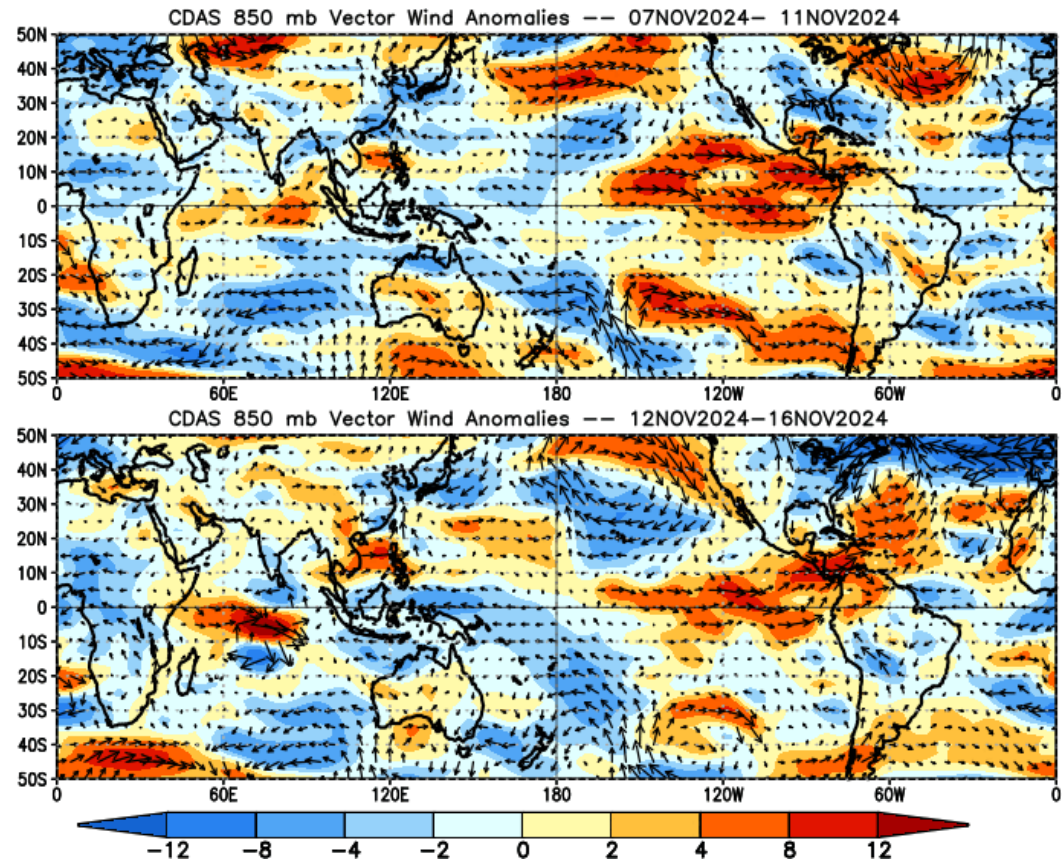 CDAS 850 mb Vector Wind Anomalies -- 07NOV2024- 11NOV2024
50N
40N
30N
20N
10N
0
10S
20S
30S
40S
50S
0 60E 120E 180 120W 60W 0
CDAS 850 mb Vector Wind Anomalies -- 12NOV2024-16NOV2024
50N
40N
30N
20N
10N
0
10S
20S
30S
40S
50S
0 60E 120E 180 120W 60W 0
-12 -8 -4 -2 0 2 4 8 12